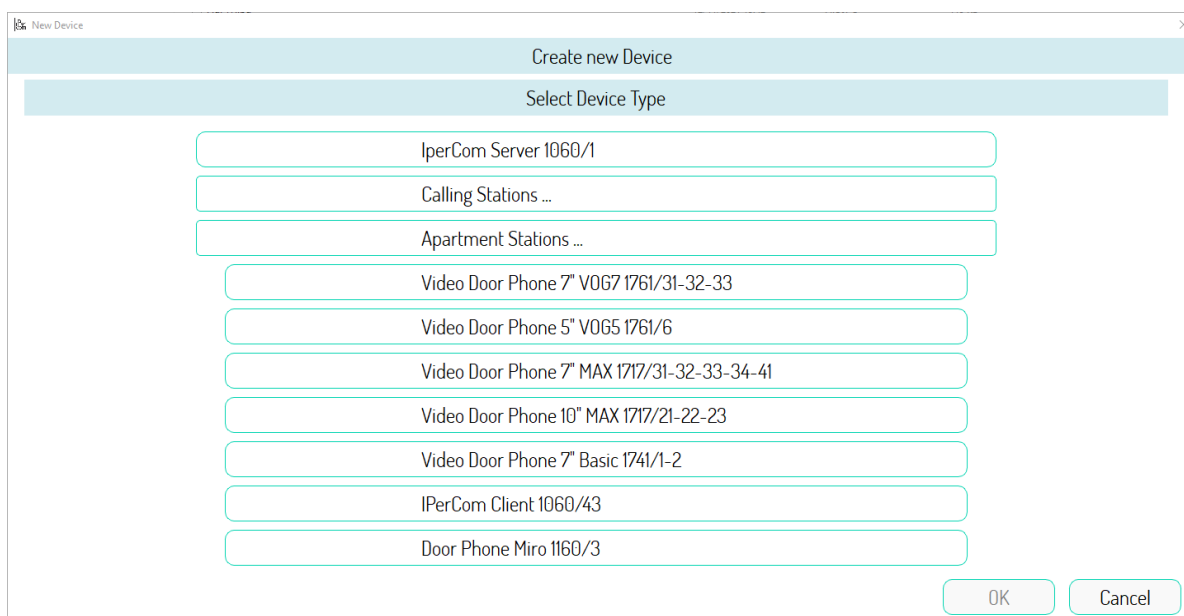 New Device
Create new Device
Select Device Type
IperCom Server 1060/1
Calling Stations ...
Apartment Stations ...
Video Door Phone 7" VOG7 1761/31-32-33
Video Door Phone 5" VOG5 1761/6
Video Door Phone 7" MAX 1717/31-32-33-34-41
Video Door Phone 10" MAX 1717/21-22-23
Video Door Phone 7" Basic 1741/1-2
IPerCom Client 1060/43
Door Phone Miro 1160/3
OK Cancel